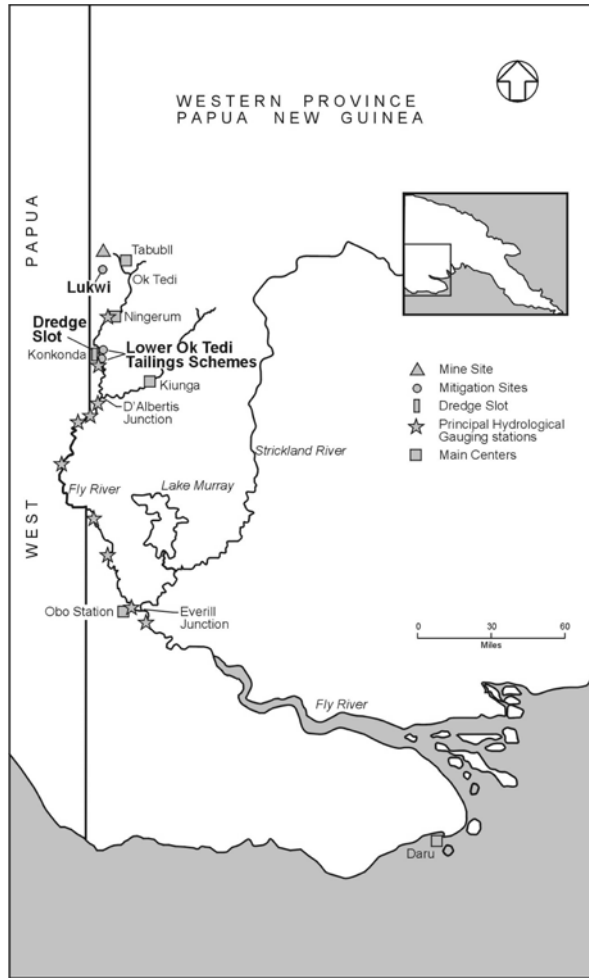 WESTERN PROVINCE
PAPUA NEW GUINEA
PAPUA
WEST
Tabubll
Ok Tedi
Lukwi
Ningerum
Dredge
Slot
Konkonda
Lower Ok Tedi
Tailings Schemes
Kiunga
D'Albertis
Junction
Strickland River
Fly River
Lake Murray
Obo Station
Everill
Junction
Fly River
Daru
Mine Site
Mitigation Sites
Dredge Slot
Principal Hydrological
Gauging stations
Main Centers
0 30 60
Miles